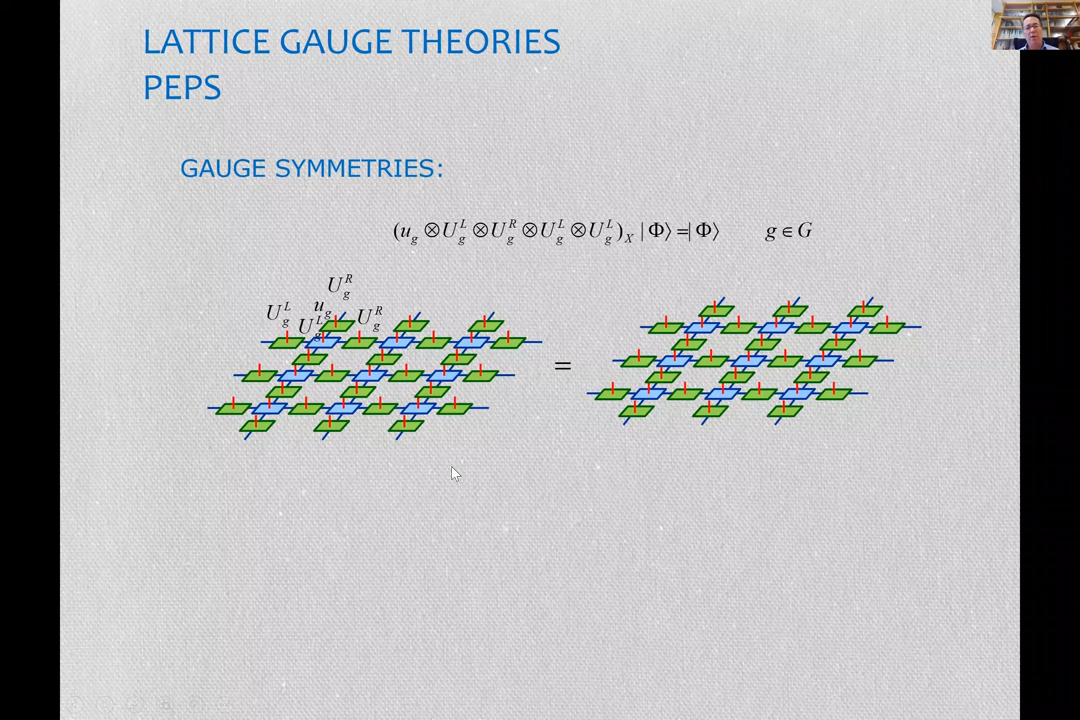 LATTICE GAUGE THEORIES
PEPS
GAUGE SYMMETRIES:
(u_g ⊗ U_g^L ⊗ U_g^R ⊗ U_g^L ⊗ U_g^L)_X | Φ⟩ = | Φ⟩ g ∈ G
U_g^R
U_g^L u_g U_g^R
U_g^L
=